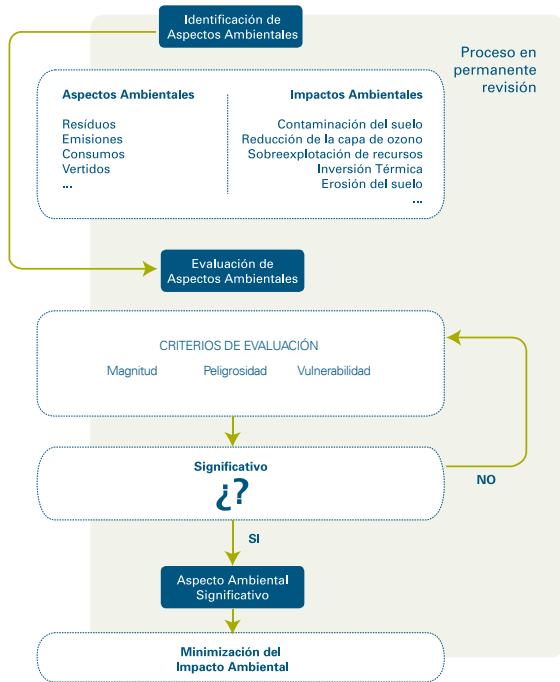 Identificación de
Aspectos Ambientales
Proceso en
permanente
revisión
Aspectos Ambientales
Resíduos
Emisiones
Consumos
Vertidos
...
Impactos Ambientales
Contaminación del suelo
Reducción de la capa de ozono
Sobreexplotación de recursos
Inversión Térmica
Erosión del suelo
...
Evaluación de
Aspectos Ambientales
CRITERIOS DE EVALUACIÓN
Magnitud Peligrosidad Vulnerabilidad
Significativo
¿?
NO
SI
Aspecto Ambiental
Significativo
Minimización del
Impacto Ambiental